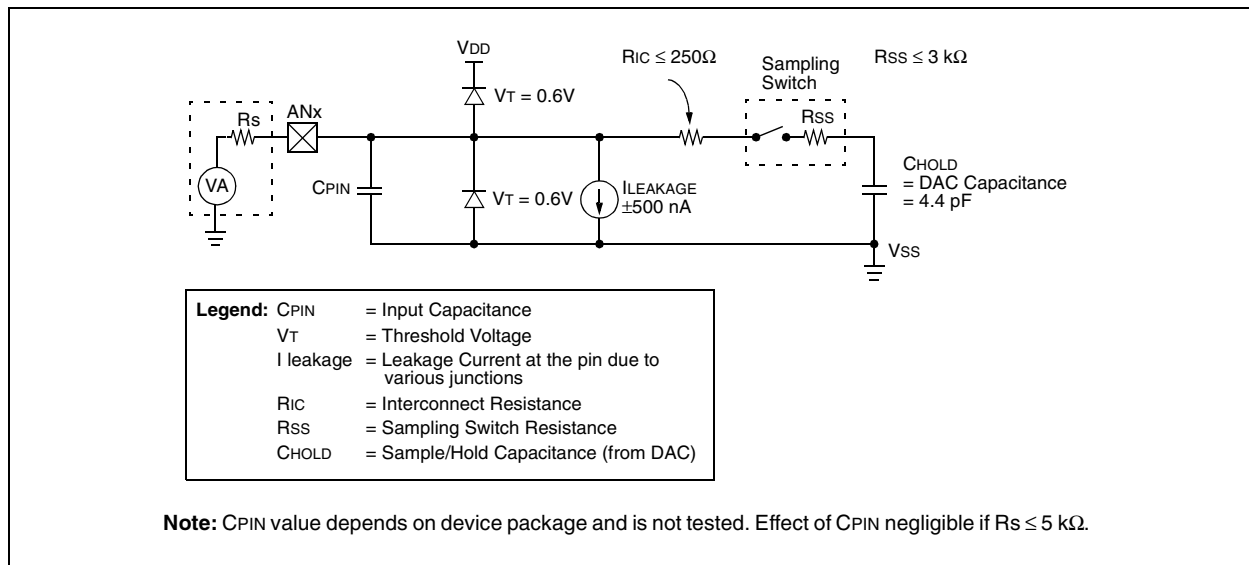 VDD
RIC ≤ 250Ω
Sampling
Switch
RSS ≤ 3 kΩ
VT = 0.6V
Rs
ANx
RSS
VA
CPIN
VT = 0.6V
ILEAKAGE
±500 nA
CHOLD
= DAC Capacitance
= 4.4 pF
VSS
Legend: CPIN = Input Capacitance
VT = Threshold Voltage
I leakage = Leakage Current at the pin due to
various junctions
RIC = Interconnect Resistance
RSS = Sampling Switch Resistance
CHOLD = Sample/Hold Capacitance (from DAC)
Note: CPIN value depends on device package and is not tested. Effect of CPIN negligible if Rs ≤ 5 kΩ.